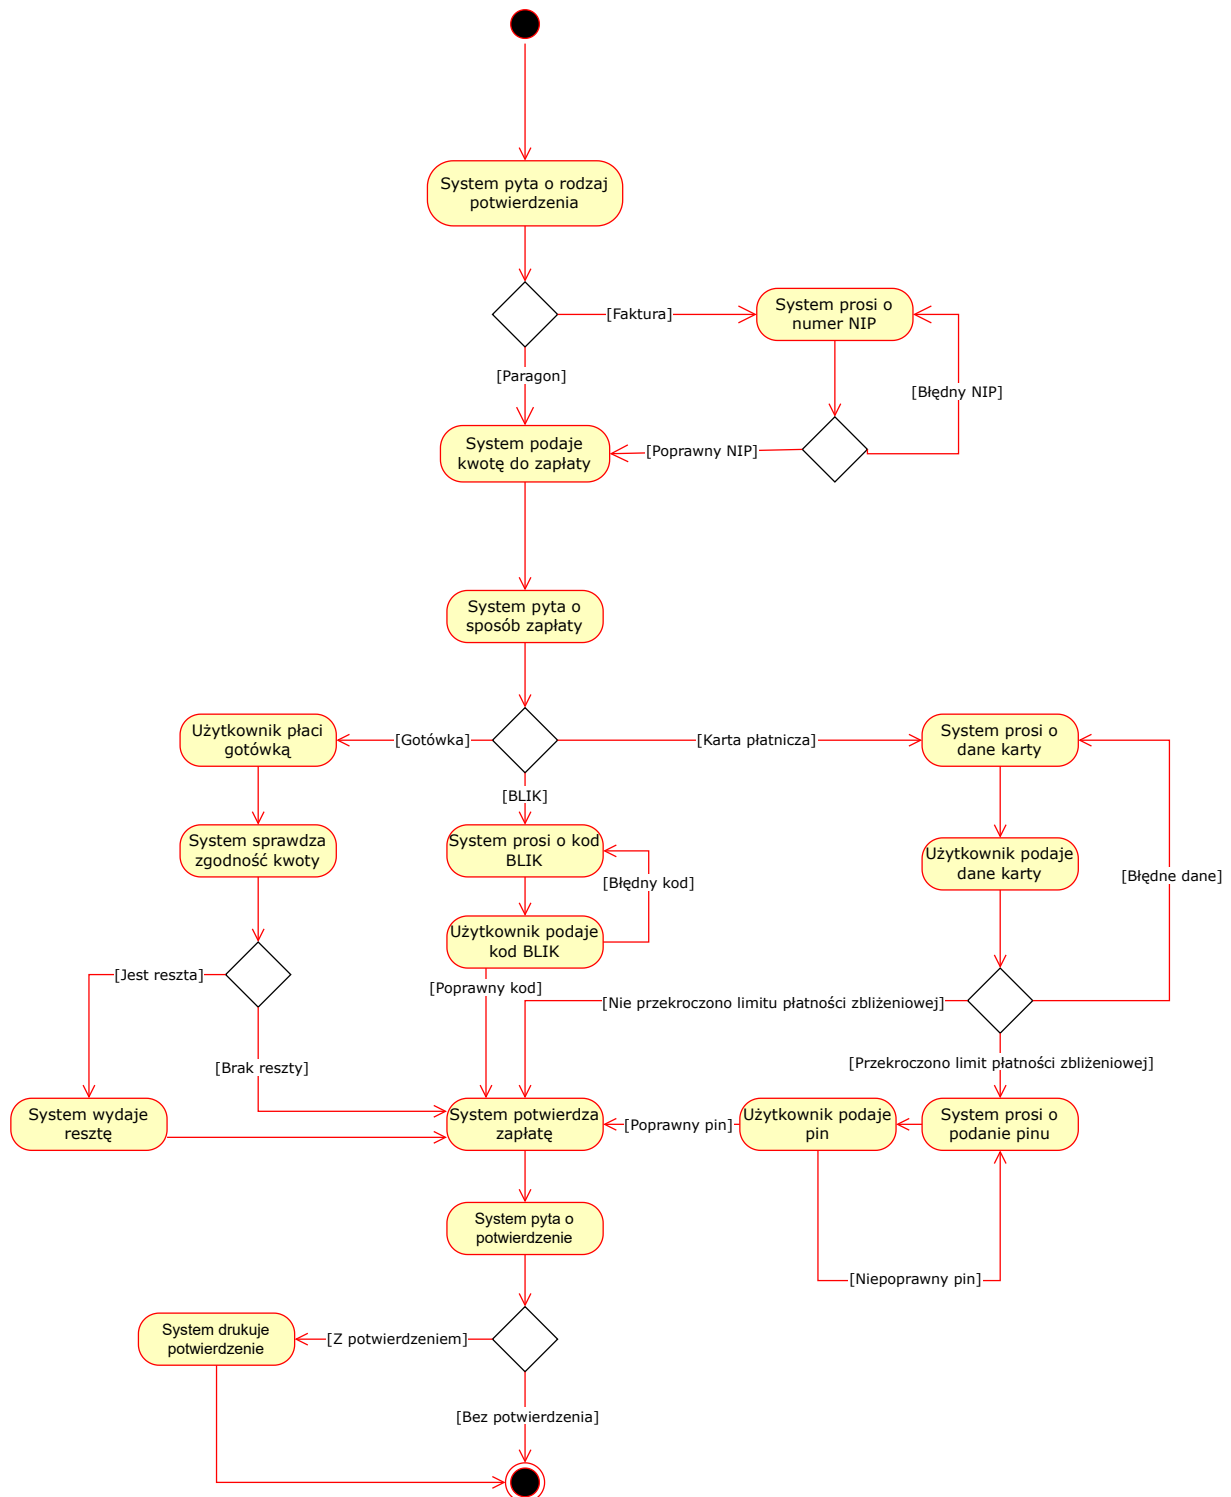 System pyta o rodzaj
potwierdzenia
[Faktura]
System prosi o
numer NIP
[Paragon]
[Błędny NIP]
System podaje
kwotę do zapłaty
[Poprawny NIP]
System pyta o
sposób zapłaty
Użytkownik płaci
gotówką
[Gotówka]
[Karta płatnicza]
System prosi o
dane karty
[BLIK]
System sprawdza
zgodność kwoty
System prosi o kod
BLIK
Użytkownik podaje
dane karty
[Błędny kod]
[Błędne dane]
Użytkownik podaje
kod BLIK
[Jest reszta]
[Poprawny kod]
[Nie przekroczono limitu płatności zbliżeniowej]
[Brak reszty]
[Przekroczono limit płatności zbliżeniowej]
System wydaje
resztę
System potwierdza
zapłatę
[Poprawny pin]
Użytkownik podaje
pin
System prosi o
podanie pinu
System pyta o
potwierdzenie
[Niepoprawny pin]
System drukuje
potwierdzenie
[Z potwierdzeniem]
[Bez potwierdzenia]